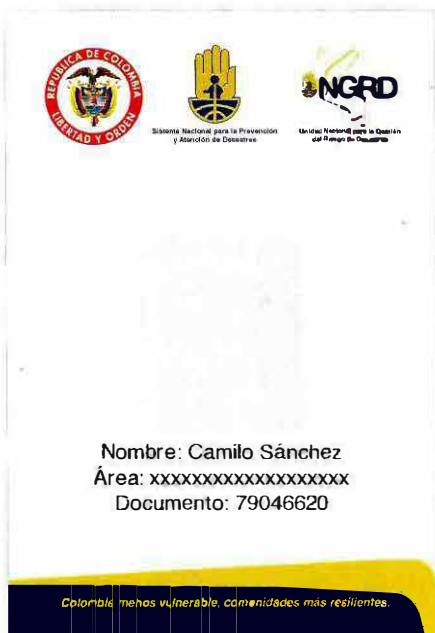 REPUBLICA DE COLOMBIA
LIBERTAD Y ORDEN
Sistema Nacional para la Prevención
y Atención de Desastres
NGRD
Unidad Nacional para la Gestión
del Riesgo de Desastres
Nombre: Camilo Sánchez
Área: xxxxxxxxxxxxxxxxxxx
Documento: 79046620
Colombia menos vulnerable, comunidades más resilientes.